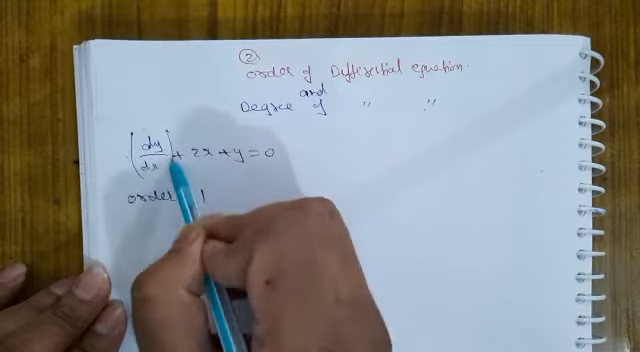 ②
order of Differential equation.
and
Degree of " "
(dy/dx) + 2x + y = 0
order 1